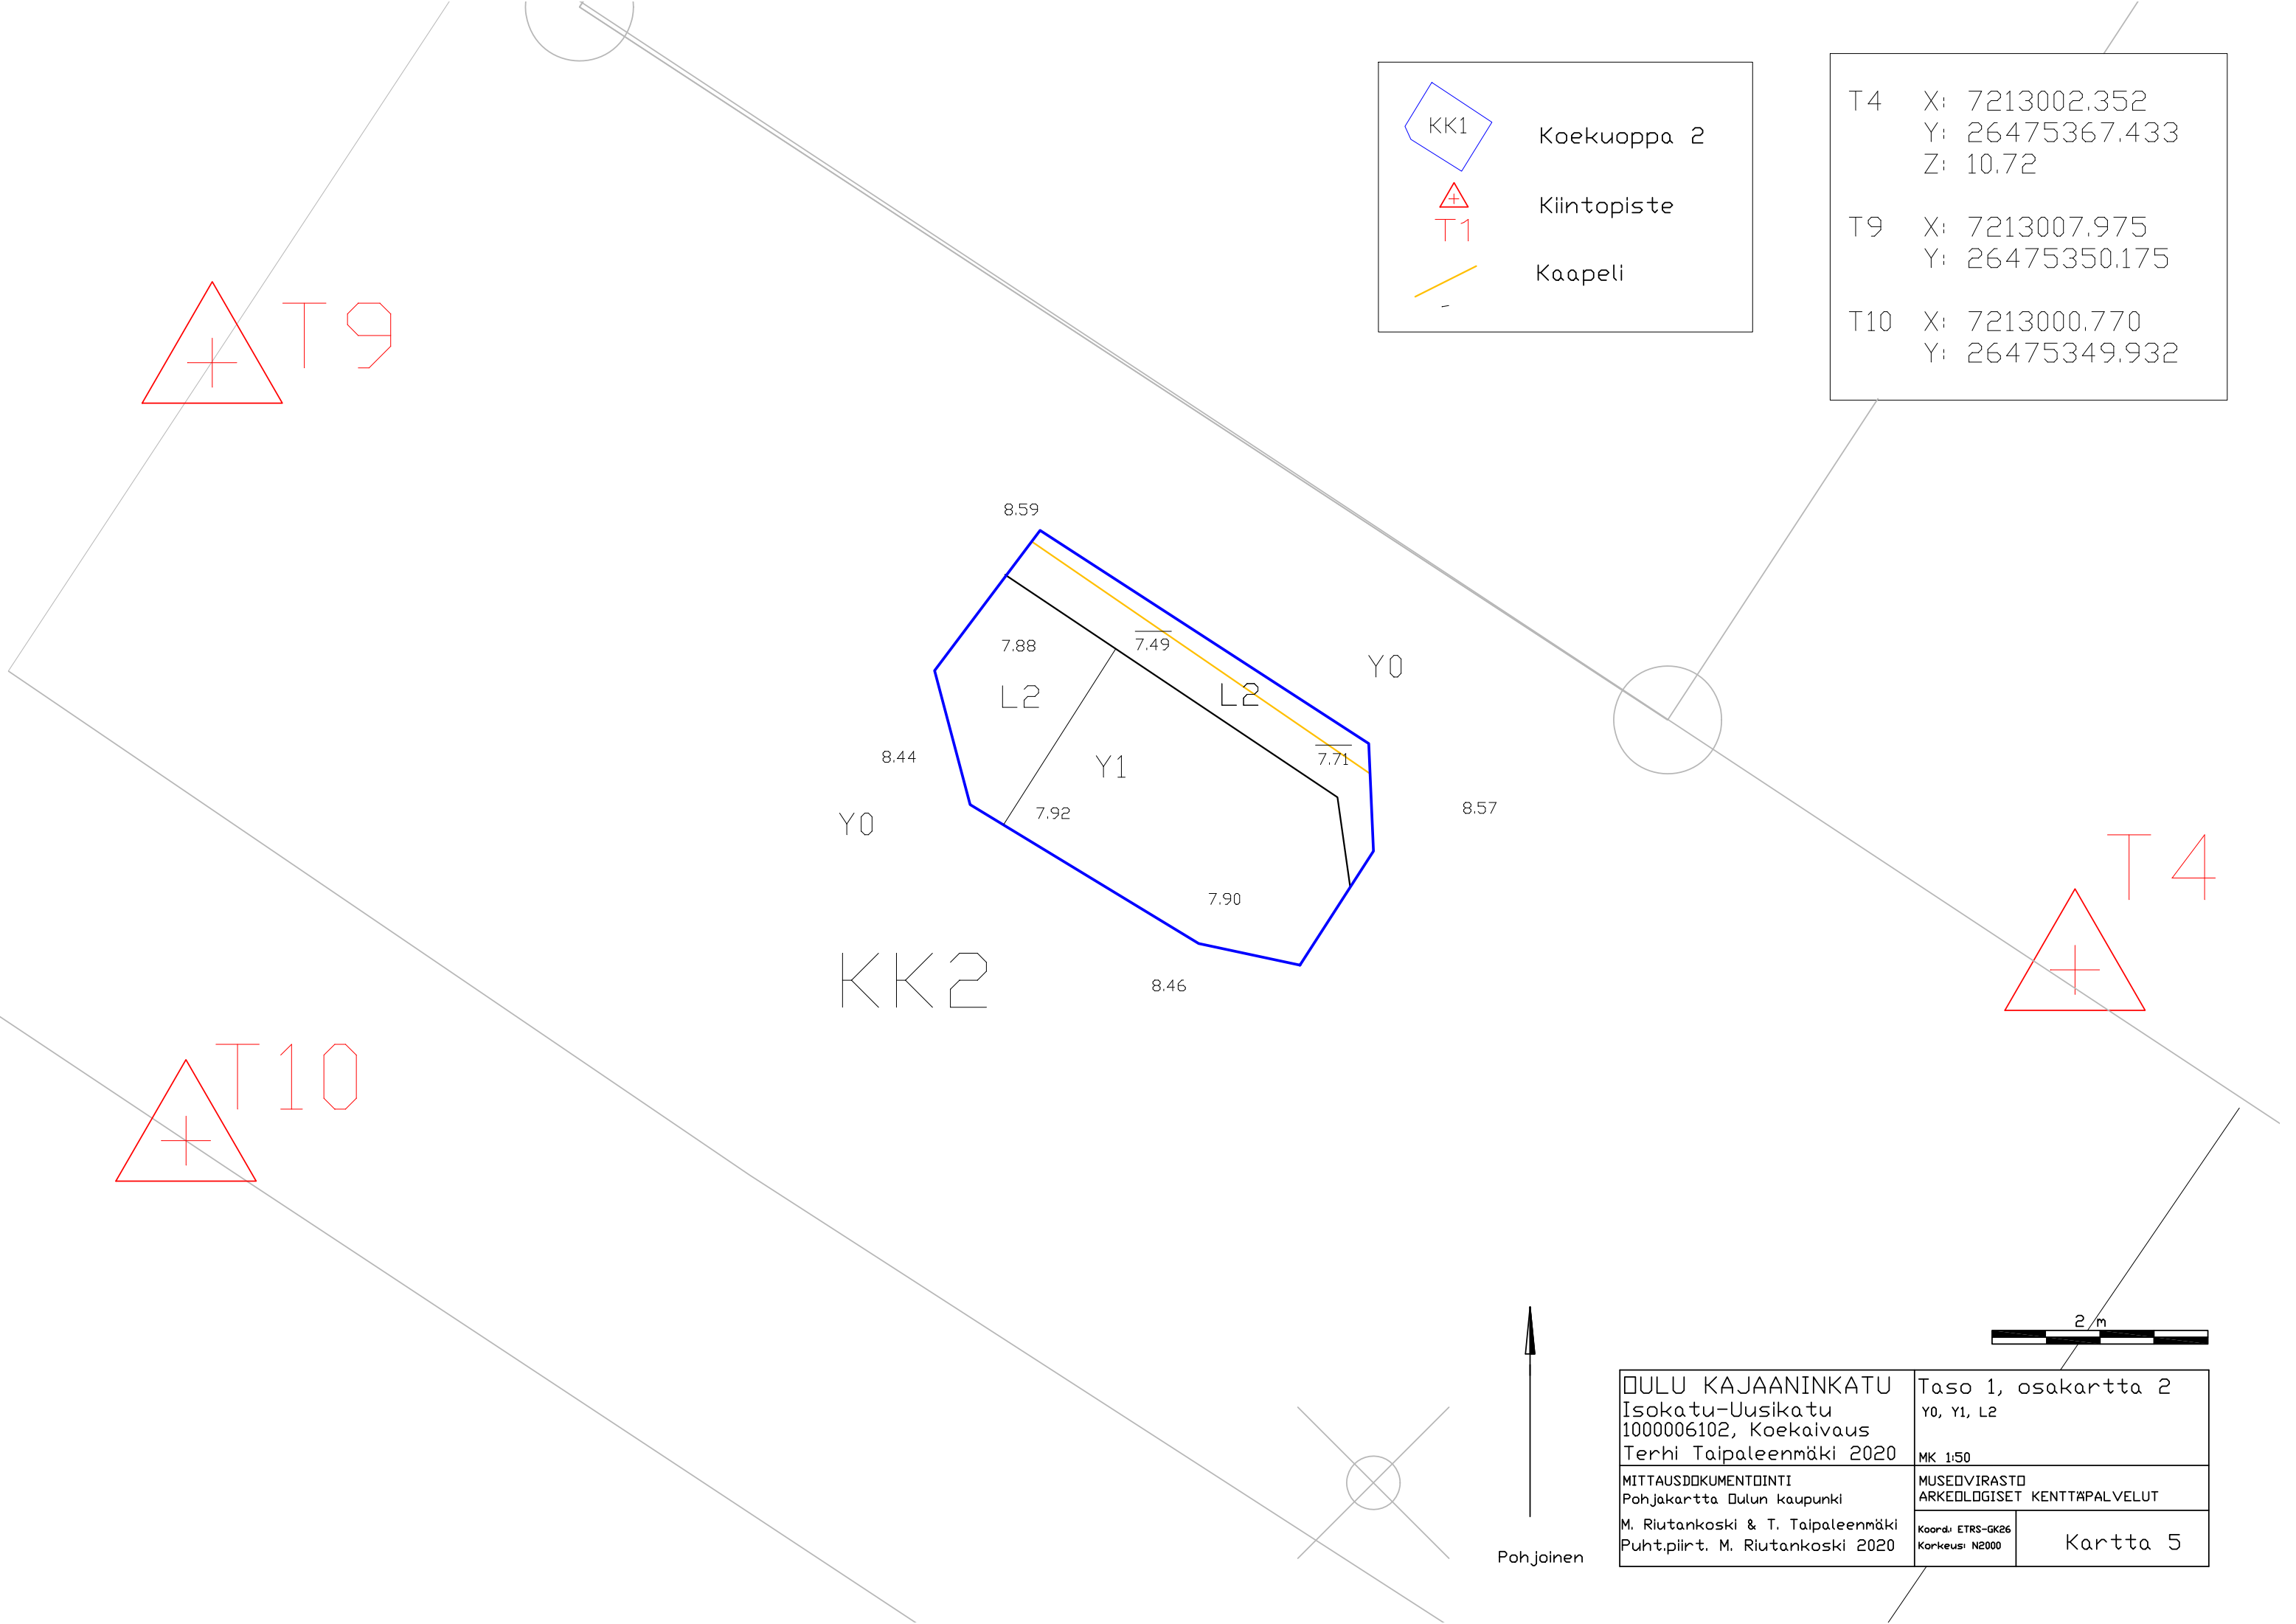 KK1
Koekuoppa 2
Kiintopiste
T1
Kaapeli
T4 X: 7213002.352
Y: 26475367.433
Z: 10.72
T9 X: 7213007.975
Y: 26475350.175
T10 X: 7213000.770
Y: 26475349.932
T9
8.59
7.88
7.49
Y0
L2
L2
8.44
Y1
7.71
Y0
7.92
8.57
T4
7.90
KK2
8.46
T10
2 m
Pohjoinen
OULU KAJAANINKATU
Isokatu-Uusikatu
1000006102, Koekaivaus
Terhi Taipaleenmäki 2020
Taso 1, osakartta 2
Y0, Y1, L2
MK 1:50
MITTAUSDOKUMENTOINTI
Pohjakartta Oulun kaupunki
M. Riutankoski & T. Taipaleenmäki
Puht.piirt. M. Riutankoski 2020
MUSEOVIRASTO
ARKEOLOGISET KENTTÄPALVELUT
Koord.: ETRS-GK26
Korkeus: N2000
Kartta 5